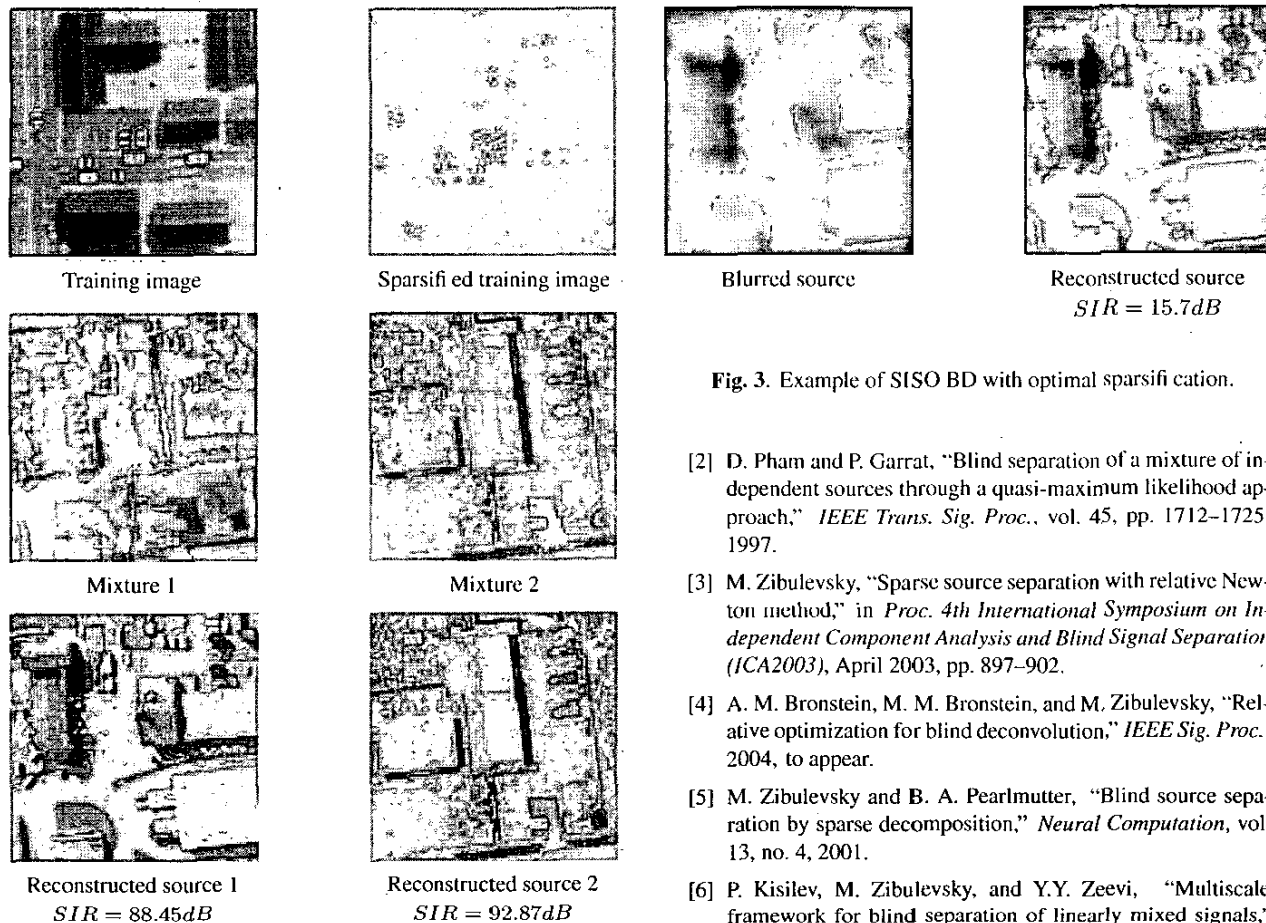 Training image
Sparsifi ed training image
Mixture 1
Mixture 2
Reconstructed source 1
SIR = 88.45dB
Reconstructed source 2
SIR = 92.87dB
Blurred source
Reconstructed source
SIR = 15.7dB
Fig. 3. Example of SISO BD with optimal sparsifi cation.
[2] D. Pham and P. Garrat, “Blind separation of a mixture of in-
dependent sources through a quasi-maximum likelihood ap-
proach,” IEEE Trans. Sig. Proc., vol. 45, pp. 1712–1725
1997.
[3] M. Zibulevsky, “Sparse source separation with relative New-
ton method,” in Proc. 4th International Symposium on In-
dependent Component Analysis and Blind Signal Separation
(ICA2003), April 2003, pp. 897–902.
[4] A. M. Bronstein, M. M. Bronstein, and M. Zibulevsky, “Rel-
ative optimization for blind deconvolution,” IEEE Sig. Proc.
2004, to appear.
[5] M. Zibulevsky and B. A. Pearlmutter, “Blind source sepa-
ration by sparse decomposition,” Neural Computation, vol
13, no. 4, 2001.
[6] P. Kisilev, M. Zibulevsky, and Y.Y. Zeevi, “Multiscale
framework for blind separation of linearly mixed signals,”